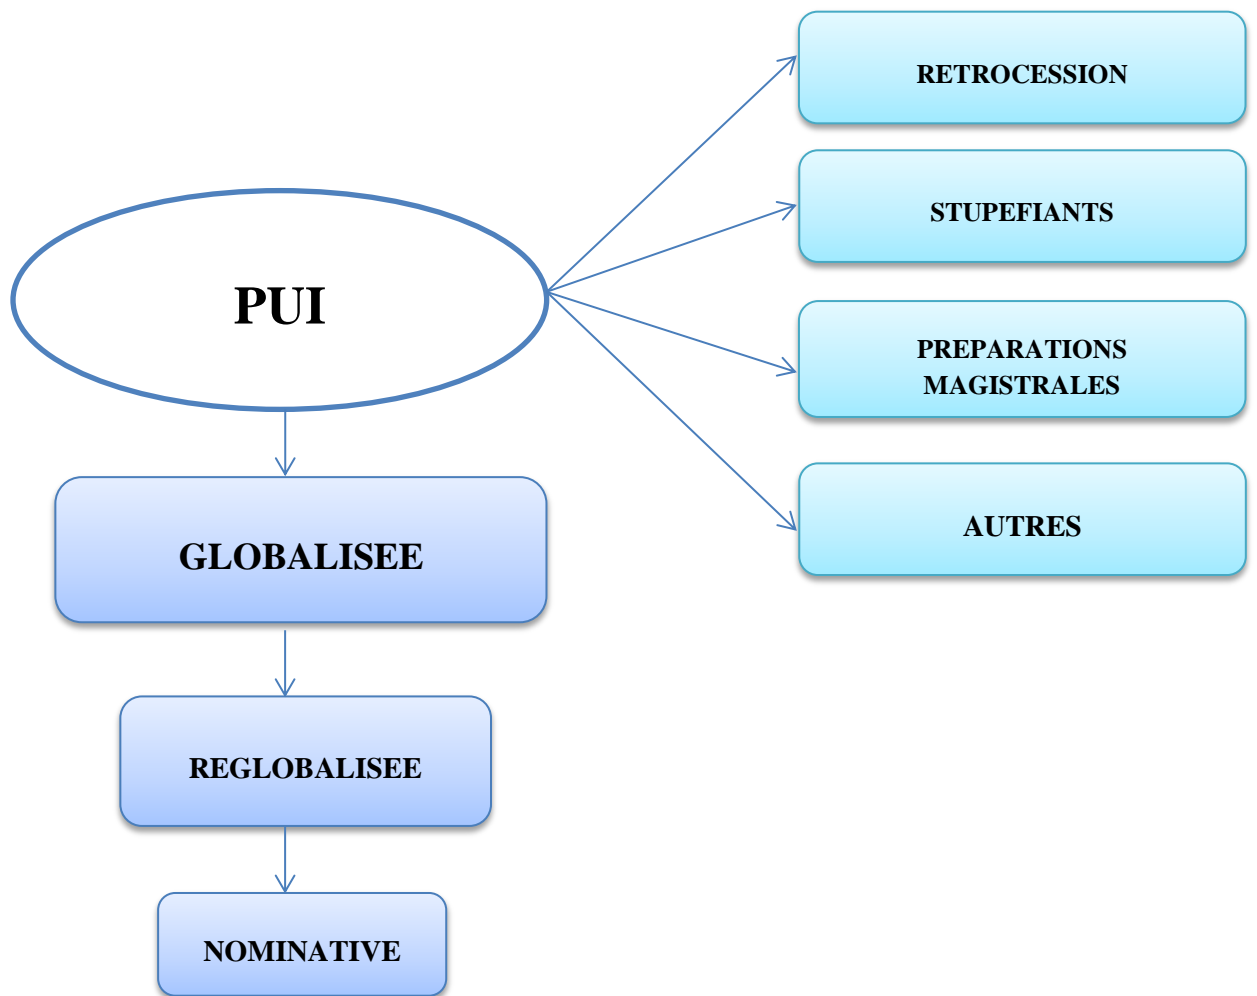 PUI
RETROCESSION
STUPEFIANTS
PREPARATIONS
MAGISTRALES
AUTRES
GLOBALISEE
REGLOBALISEE
NOMINATIVE